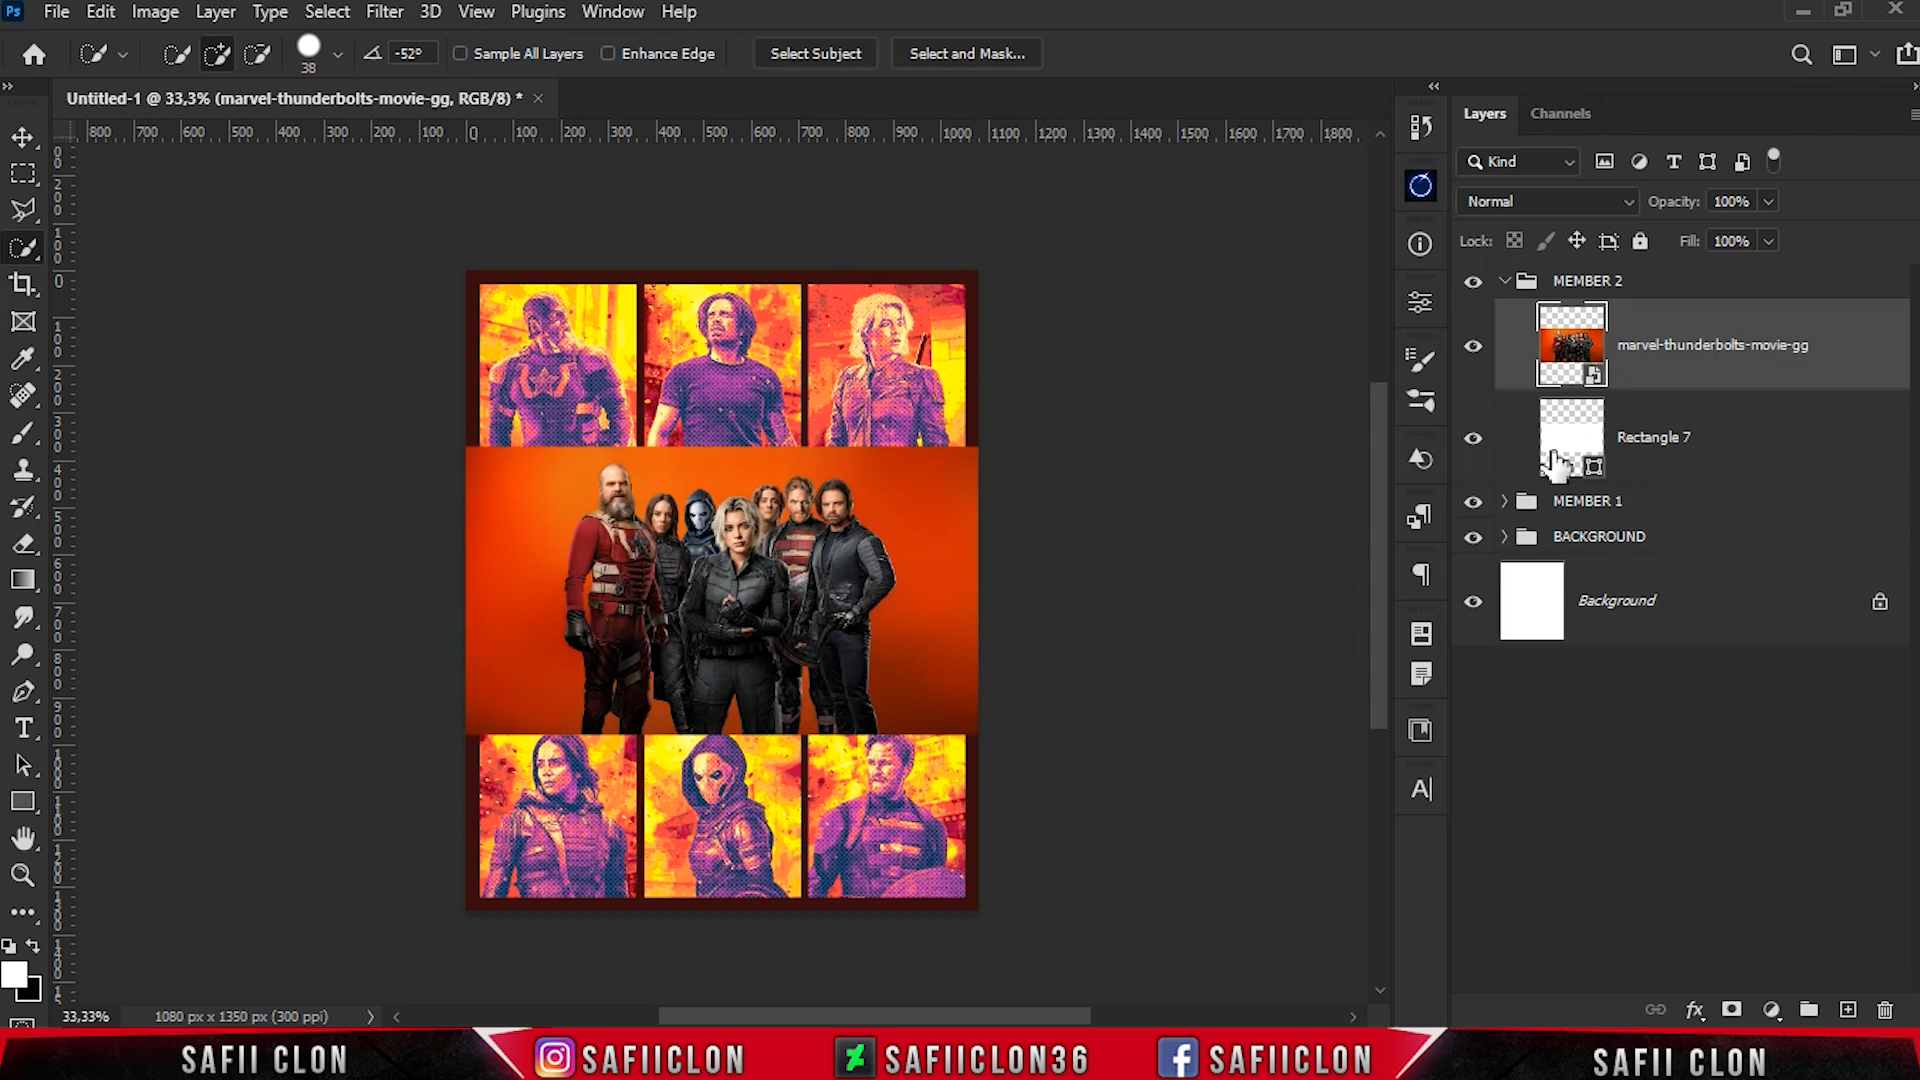 Ps File Edit Image Layer Type Select Filter 3D View Plugins Window Help
38 -52° Sample All Layers Enhance Edge Select Subject Select and Mask...
Untitled-1 @ 33,3% (marvel-thunderbolts-movie-gg, RGB/8) * ×
800 700 600 500 400 300 200 100 0 100 200 300 400 500 600 700 800 900 1000 1100 1200 1300 1400 1500 1600 1700 1800
Layers Channels
Kind
Normal Opacity: 100%
Lock: Fill: 100%
MEMBER 2
marvel-thunderbolts-movie-gg
Rectangle 7
MEMBER 1
BACKGROUND
Background
33,33% 1080 px x 1350 px (300 ppi)
SAFII CLON SAFIICLON SAFIICLON36 SAFIICLON SAFII CLON